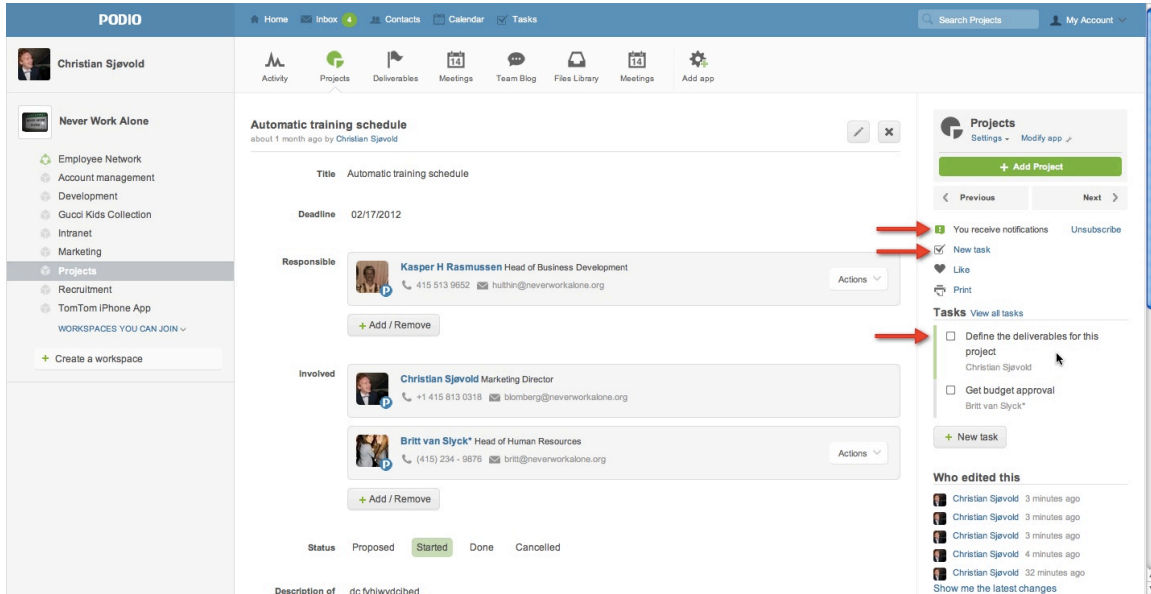 PODIO
Home Inbox 4 Contacts Calendar Tasks
Search Projects
My Account
Christian Sjøvold
Never Work Alone
Employee Network
Account management
Development
Gucci Kids Collection
Intranet
Marketing
Projects
Recruitment
TomTom iPhone App
WORKSPACES YOU CAN JOIN
+ Create a workspace
Activity Projects Deliverables Meetings Team Blog Files Library Meetings Add app
14 14
Automatic training schedule
about 1 month ago by Christian Sjøvold
Title Automatic training schedule
Deadline 02/17/2012
Responsible
Kasper H Rasmussen Head of Business Development
415 513 9652 hulthin@neverworkalone.org
Actions
+ Add / Remove
Involved
Christian Sjøvold Marketing Director
+1 415 813 0318 blomberg@neverworkalone.org
Britt van Slyck* Head of Human Resources
(415) 234 - 9876 britt@neverworkalone.org
Actions
+ Add / Remove
Status Proposed Started Done Cancelled
Description of
Projects
Settings Modify app
+ Add Project
Previous Next
You receive notifications Unsubscribe
New task
Like
Print
Tasks View all tasks
Define the deliverables for this
project
Christian Sjøvold
Get budget approval
Britt van Slyck*
+ New task
Who edited this
Christian Sjøvold 3 minutes ago
Christian Sjøvold 3 minutes ago
Christian Sjøvold 3 minutes ago
Christian Sjøvold 4 minutes ago
Christian Sjøvold 32 minutes ago
Show me the latest changes